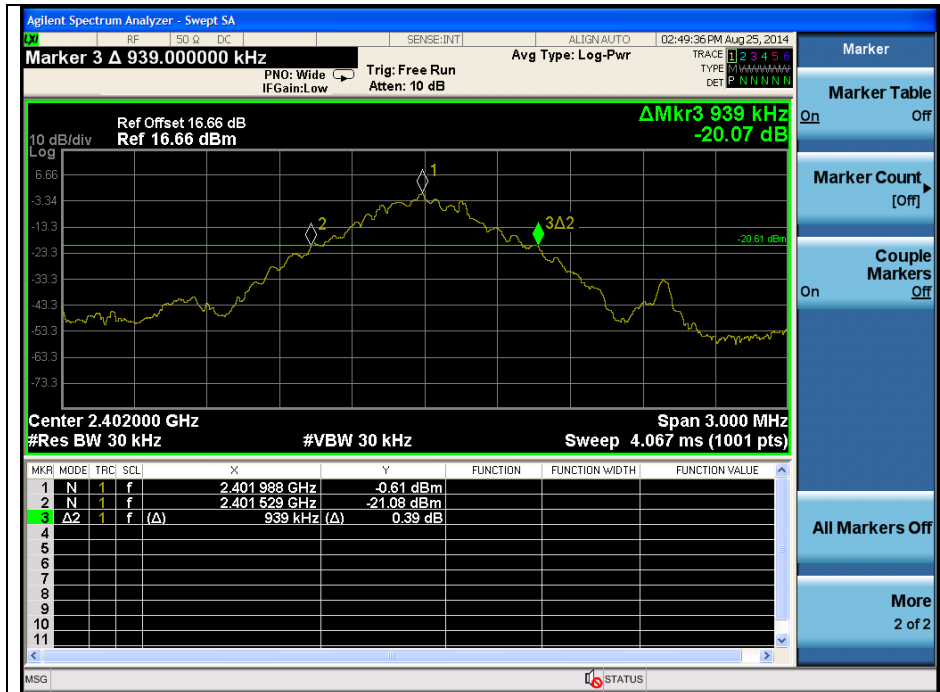 Agilent Spectrum Analyzer - Swept SA
LXI RF 50 Ω DC SENSE:INT ALIGN AUTO 02:49:36 PM Aug 25, 2014
Marker 3 Δ 939.000000 kHz
PNO: Wide
IFGain:Low
Trig: Free Run
Atten: 10 dB
Avg Type: Log-Pwr
TRACE 1 2 3 4 5 6
TYPE M WWWWW
DET P N N N N N
ΔMkr3 939 kHz
-20.07 dB
Ref Offset 16.66 dB
10 dB/div Ref 16.66 dBm
Log
6.66
-3.34
-13.3
-23.3
-33.3
-43.3
-53.3
-63.3
-73.3
1
2
3Δ2
-20.61 dBm
Center 2.402000 GHz Span 3.000 MHz
#Res BW 30 kHz #VBW 30 kHz Sweep 4.067 ms (1001 pts)
MKR MODE TRC SCL X Y FUNCTION FUNCTION WIDTH FUNCTION VALUE
1 N 1 f 2.401 988 GHz -0.61 dBm
2 N 1 f 2.401 529 GHz -21.08 dBm
3 Δ2 1 f (Δ) 939 kHz (Δ) 0.39 dB
4
5
6
7
8
9
10
11
MSG STATUS
Marker
Marker Table
On Off
Marker Count
[Off]
Couple
Markers
On Off
All Markers Off
More
2 of 2